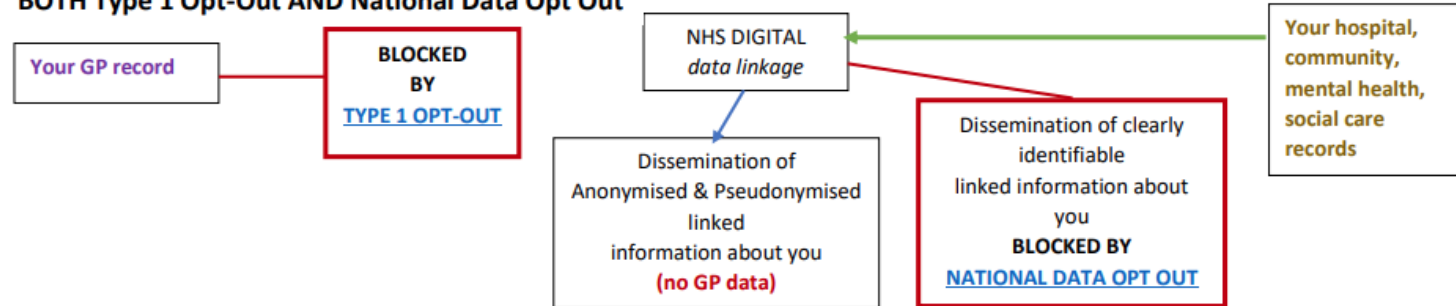 BOTH Type 1 Opt-Out AND National Data Opt Out
Your GP record
BLOCKED
BY
TYPE 1 OPT-OUT
NHS DIGITAL
data linkage
Dissemination of
Anonymised & Pseudonymised
linked
information about you
(no GP data)
Dissemination of clearly
identifiable
linked information about
you
BLOCKED BY
NATIONAL DATA OPT OUT
Your hospital,
community,
mental health,
social care
records